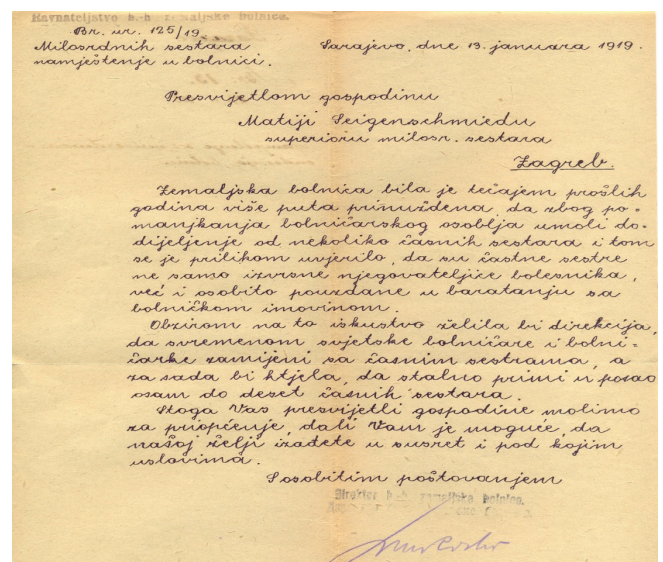 Ravnateljstvo b.-h. zemaljske bolnice.
Br. ur. 125/19
Milosrdnih sestara
namještenje u bolnici.
Sarajevo, dne 13. januara 1919.
Presvijetlom gospodinu
Matiji Seigenschmiedu
superioru milosr. sestara
Zagreb.
Zemaljska bolnica bila je tečajem prošlih
godina više puta prinuždena, da zbog po-
manjkanja bolničarskog osoblja umoli do-
dijeljenje od nekoliko časnih sestara i tom
se je prilikom uvjerilo, da su častne sestre
ne samo izvrsne njegovateljice bolesnika,
već i osobito pouzdane u baratanju sa
bolničkom imovinom.
Obzirom na to iskustvo želila bi direkcija,
da svremenom svjetske bolničare i bolni-
čarke zamijeni sa časnim sestrama, a
za sada bi htjela, da stalno primi u posao
osam do deset časnih sestara.
Stoga Vas presvijetli gospodine molimo
za priopćenje, dali Vam je moguće, da
našoj želji izađete u susret i pod kojim
uslovima.
S osobitim poštovanjem
Direktor b.-h. zemaljske bolnice.